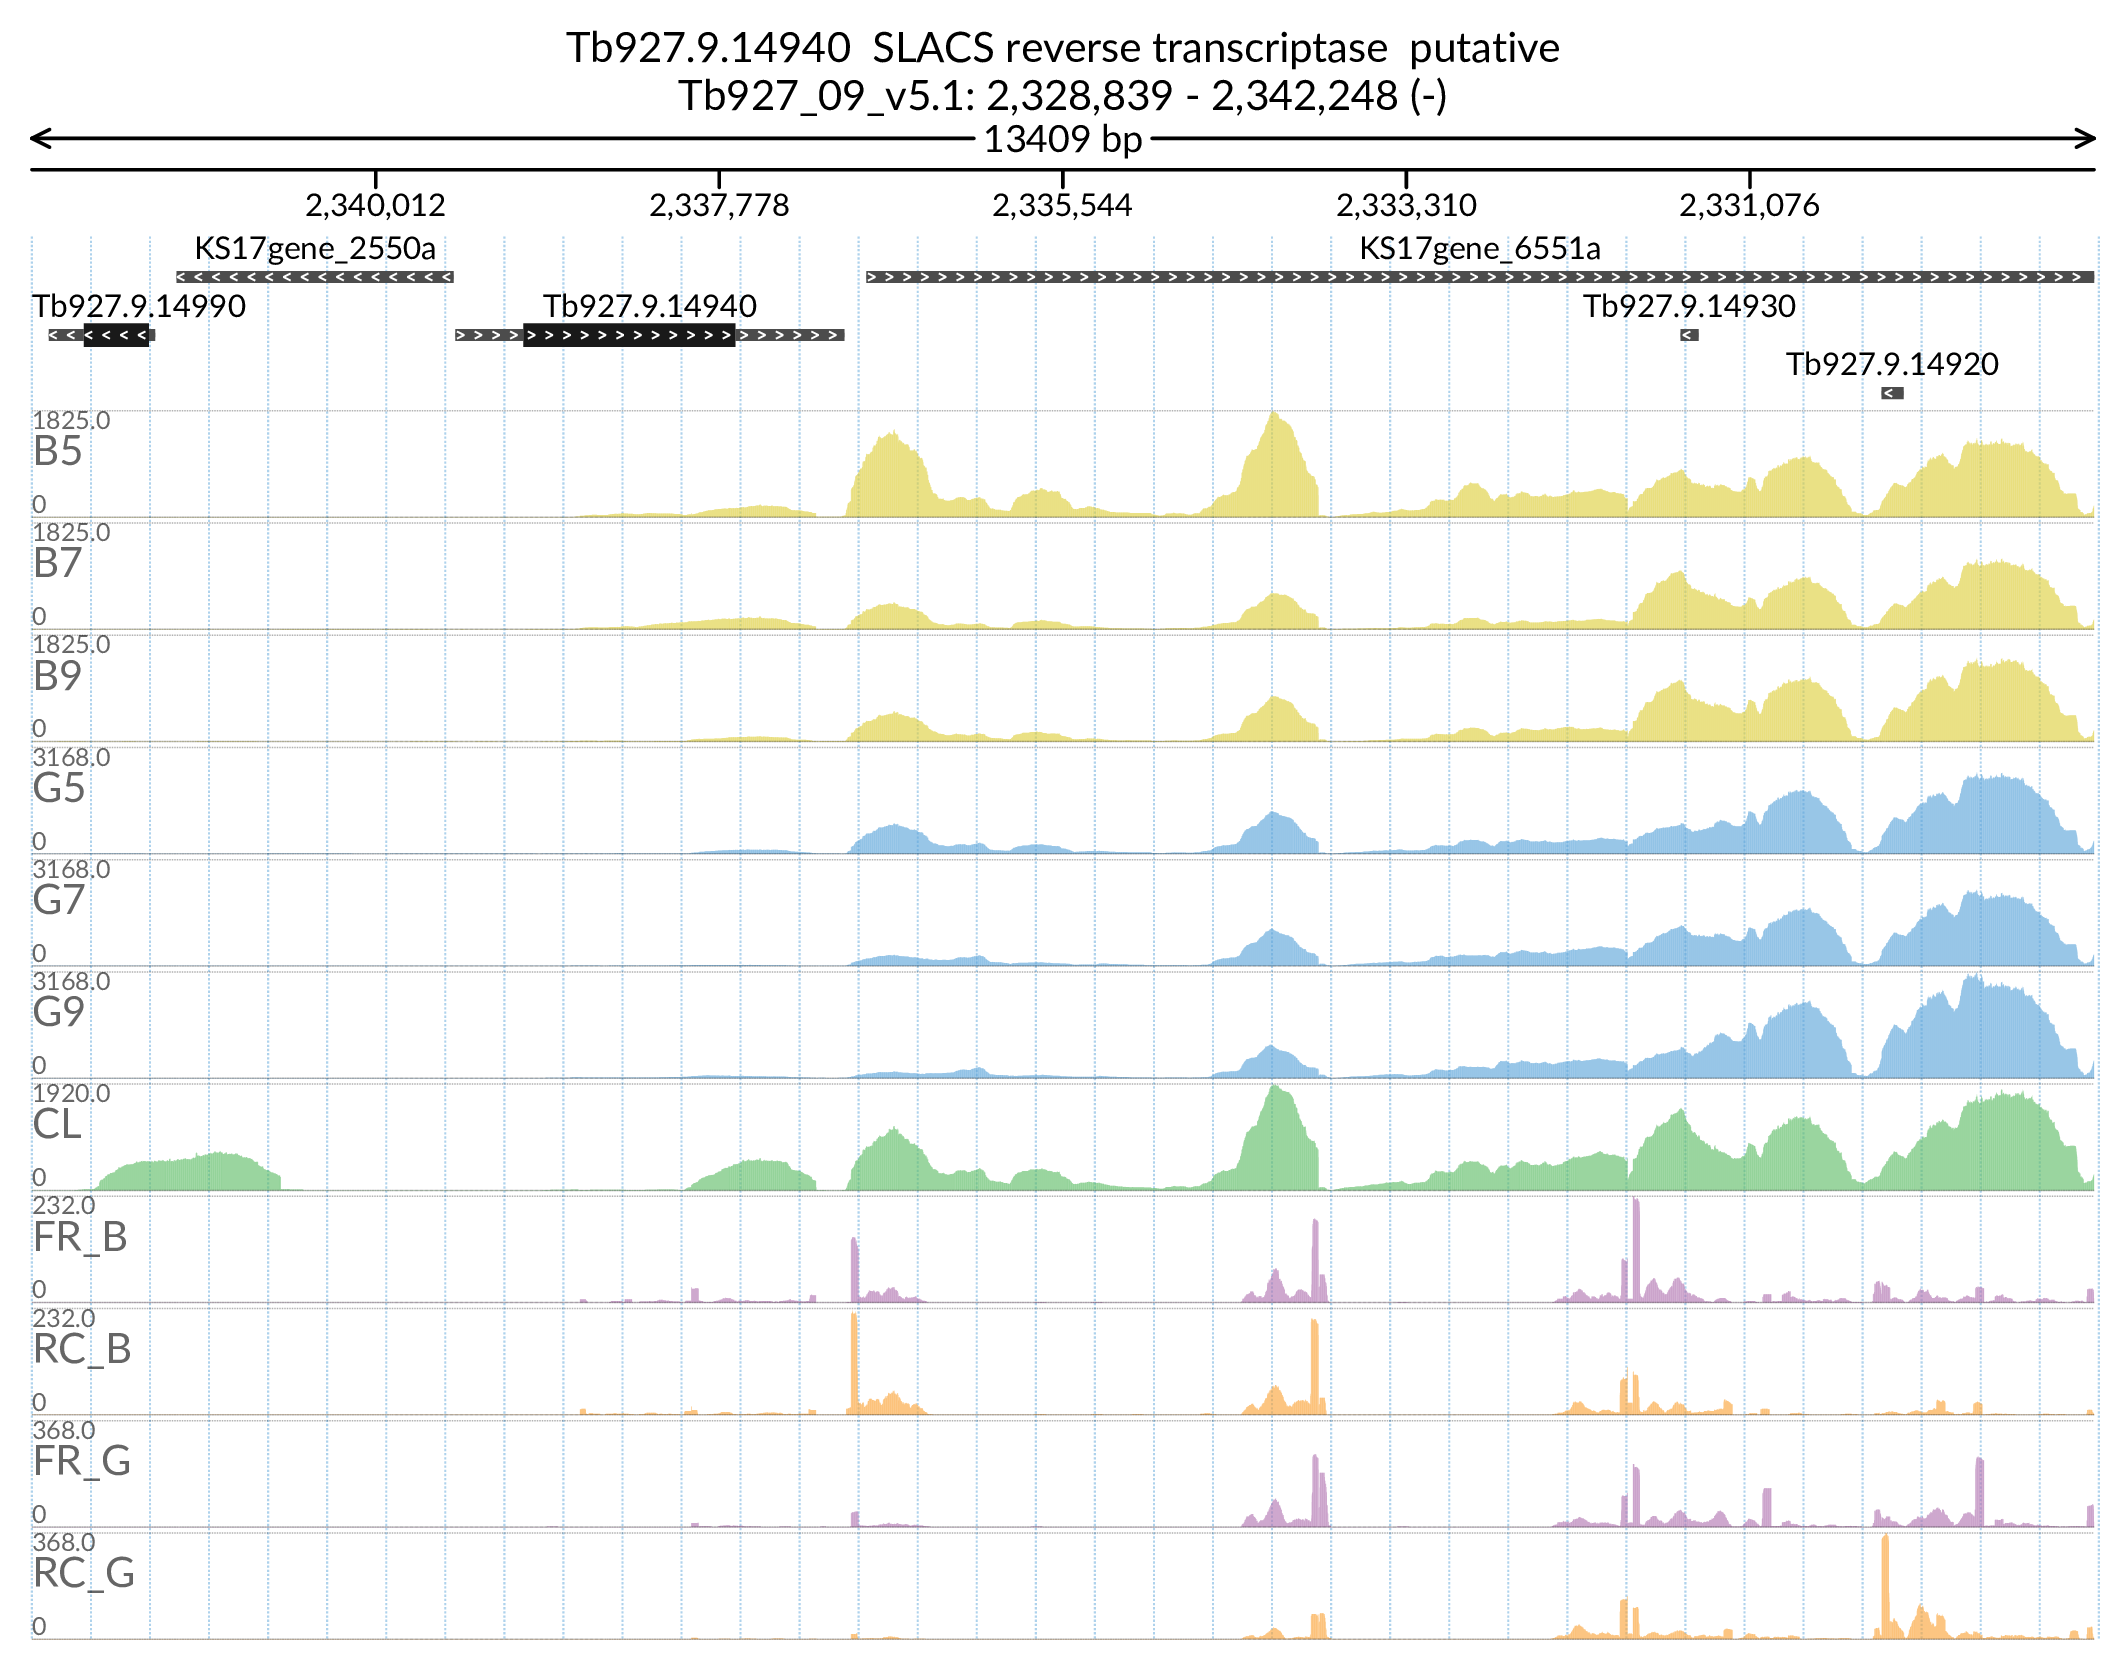 Tb927.9.14940  SLACS reverse transcriptase  putative
Tb927_09_v5.1: 2,328,839 - 2,342,248 (-)
13409 bp
2,340,012 2,337,778 2,335,544 2,333,310 2,331,076
KS17gene_2550a KS17gene_6551a
Tb927.9.14990 Tb927.9.14940 Tb927.9.14930
Tb927.9.14920
1825.0
B5
0
1825.0
B7
0
1825.0
B9
0
3168.0
G5
0
3168.0
G7
0
3168.0
G9
0
1920.0
CL
0
232.0
FR_B
0
232.0
RC_B
0
368.0
FR_G
0
368.0
RC_G
0